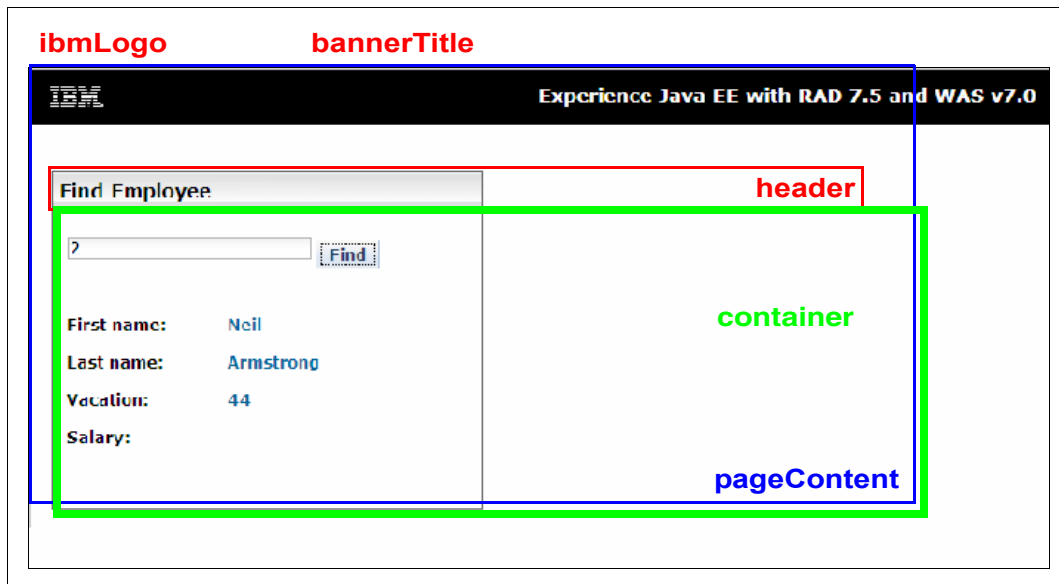 ibmLogo bannerTitle
IBM Experience Java EE with RAD 7.5 and WAS v7.0
Find Employee header
2 Find
container
First name: Neil
Last name: Armstrong
Vacation: 44
Salary:
pageContent